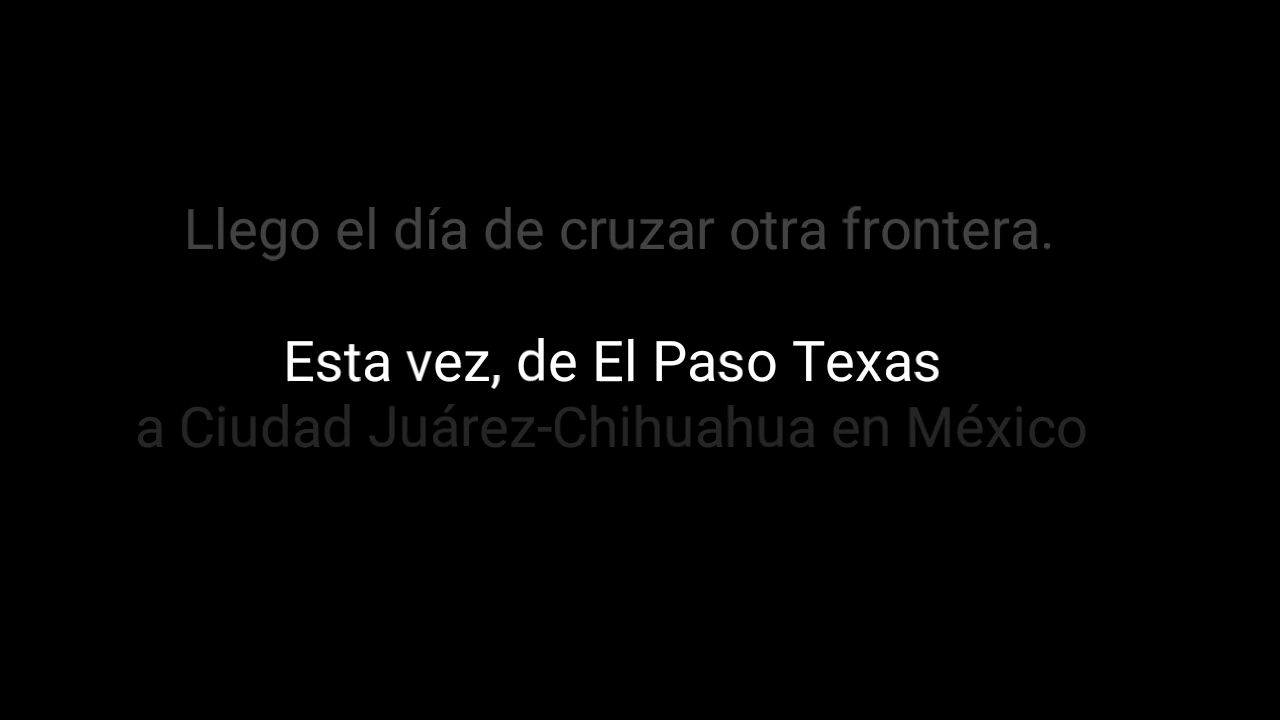 Llego el día de cruzar otra frontera.
Esta vez, de El Paso Texas
a Ciudad Juárez-Chihuahua en México